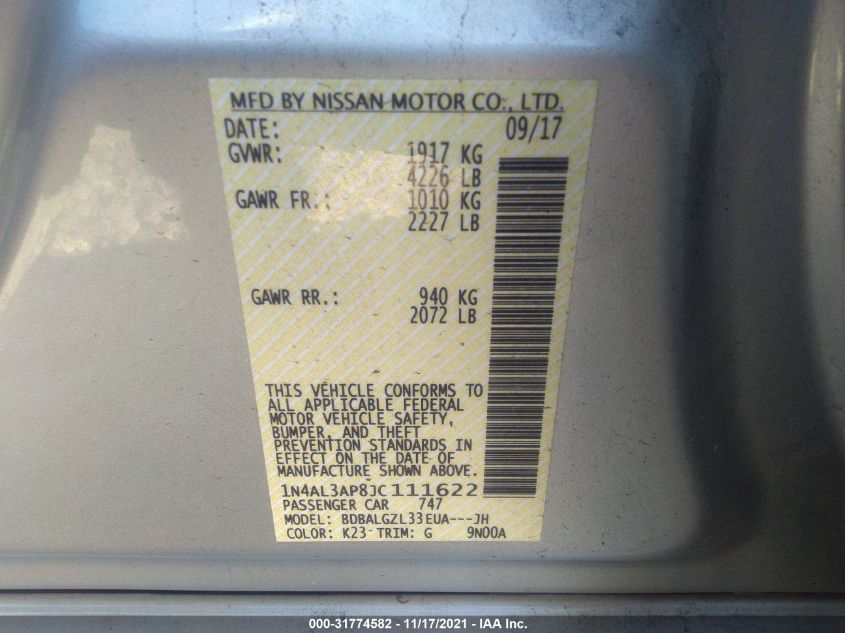 MFD BY NISSAN MOTOR CO., LTD.
DATE: 09/17
GVWR: 1917 KG
4226 LB
GAWR FR.: 1010 KG
2227 LB
GAWR RR.: 940 KG
2072 LB
THIS VEHICLE CONFORMS TO
ALL APPLICABLE FEDERAL
MOTOR VEHICLE SAFETY,
BUMPER, AND THEFT
PREVENTION STANDARDS IN
EFFECT ON THE DATE OF
MANUFACTURE SHOWN ABOVE.
1N4AL3AP8JC111622
PASSENGER CAR 747
MODEL: BDBALGZL33EUA---JH
COLOR: K23 TRIM: G 9N00A
000-31774582 - 11/17/2021 - IAA Inc.